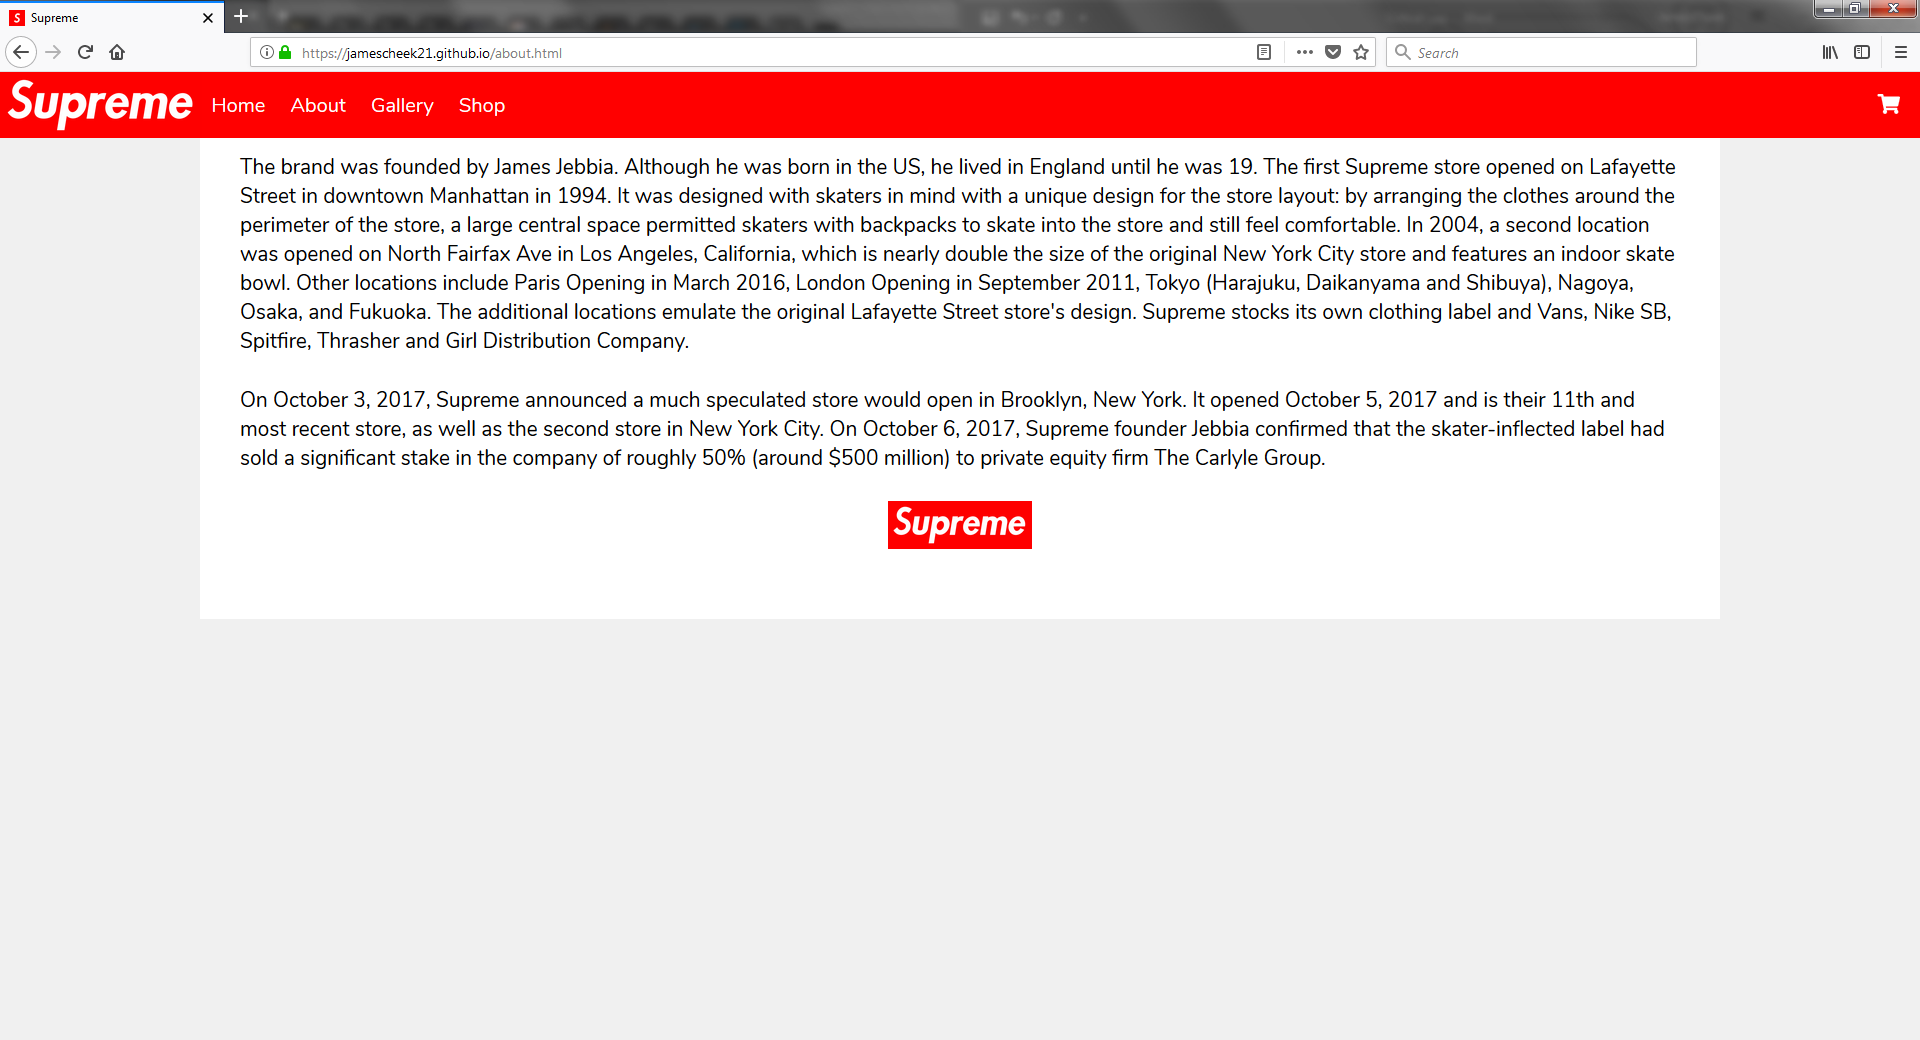 Supreme
https://jamescheek21.github.io/about.html
Search
Supreme Home About Gallery Shop
The brand was founded by James Jebbia. Although he was born in the US, he lived in England until he was 19. The first Supreme store opened on Lafayette
Street in downtown Manhattan in 1994. It was designed with skaters in mind with a unique design for the store layout: by arranging the clothes around the
perimeter of the store, a large central space permitted skaters with backpacks to skate into the store and still feel comfortable. In 2004, a second location
was opened on North Fairfax Ave in Los Angeles, California, which is nearly double the size of the original New York City store and features an indoor skate
bowl. Other locations include Paris Opening in March 2016, London Opening in September 2011, Tokyo (Harajuku, Daikanyama and Shibuya), Nagoya,
Osaka, and Fukuoka. The additional locations emulate the original Lafayette Street store's design. Supreme stocks its own clothing label and Vans, Nike SB,
Spitfire, Thrasher and Girl Distribution Company.
On October 3, 2017, Supreme announced a much speculated store would open in Brooklyn, New York. It opened October 5, 2017 and is their 11th and
most recent store, as well as the second store in New York City. On October 6, 2017, Supreme founder Jebbia confirmed that the skater-inflected label had
sold a significant stake in the company of roughly 50% (around $500 million) to private equity firm The Carlyle Group.
Supreme